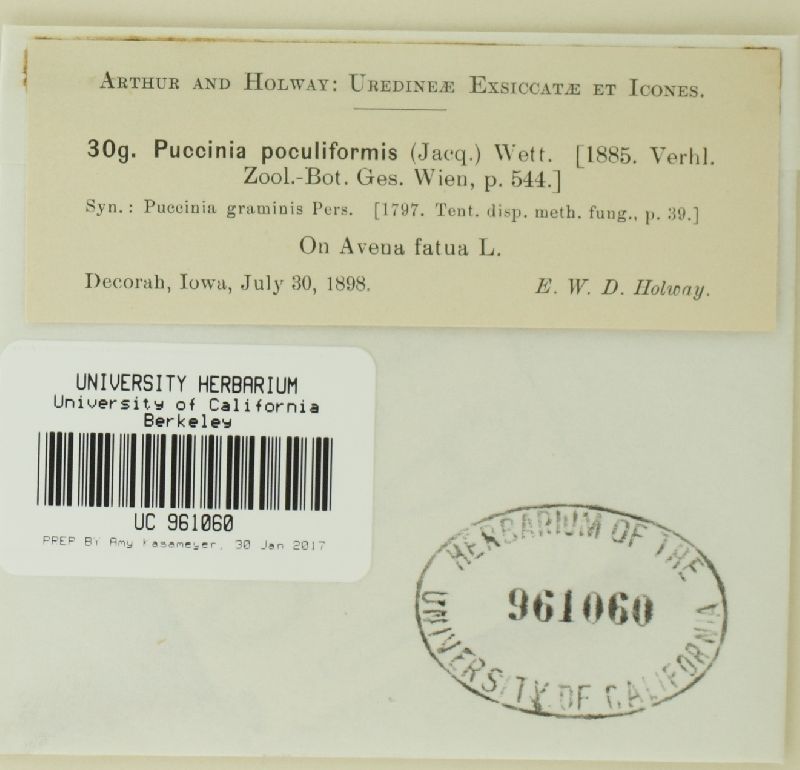 Arthur and Holway: Uredineæ Exsiccatæ et Icones.
30g. Puccinia poculiformis (Jacq.) Wett. [1885. Verhl.
Zool.-Bot. Ges. Wien, p. 544.]
Syn.: Puccinia graminis Pers. [1797. Tent. disp. meth. fung., p. 39.]
On Avena fatua L.
Decorah, Iowa, July 30, 1898. E. W. D. Holway.
UNIVERSITY HERBARIUM
University of California
Berkeley
UC 961060
PREP BY Amy Kasameyer, 30 Jan 2017
HERBARIUM OF THE
961060
UNIVERSITY OF CALIFORNIA